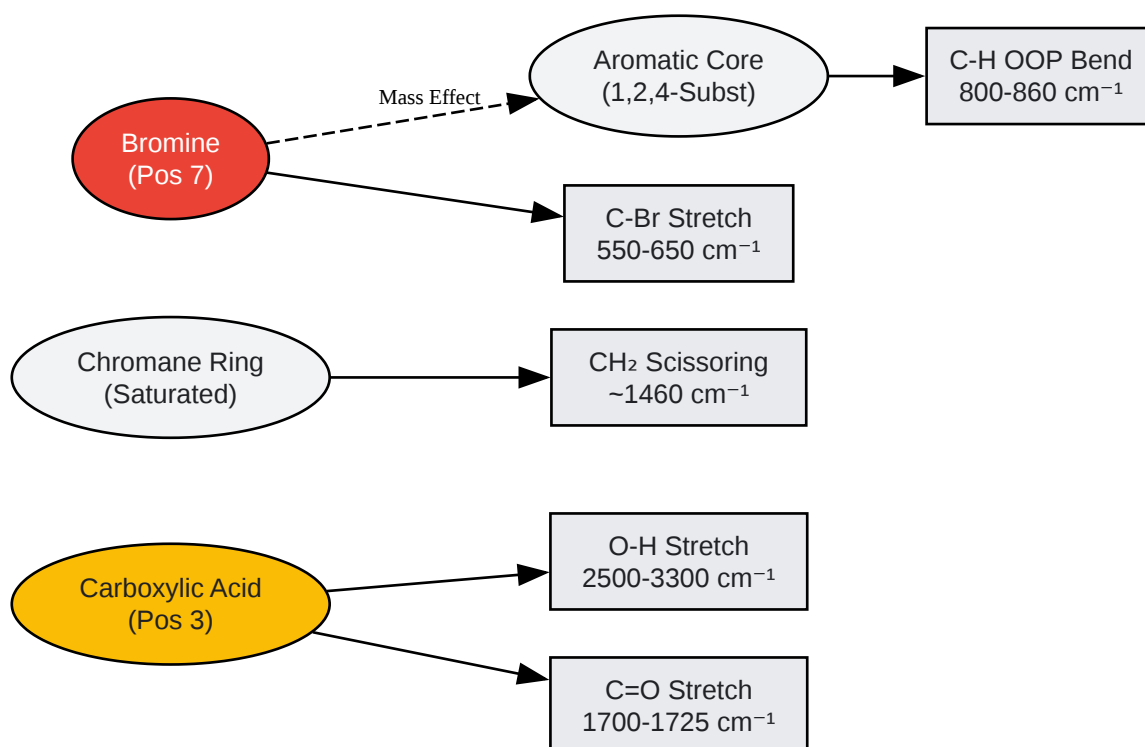 Aromatic Core
(1,2,4-Subst)
C-H OOP Bend
800-860 cm⁻¹
Mass Effect
Bromine
(Pos 7)
C-Br Stretch
550-650 cm⁻¹
Chromane Ring
(Saturated)
CH₂ Scissoring
~1460 cm⁻¹
O-H Stretch
2500-3300 cm⁻¹
Carboxylic Acid
(Pos 3)
C=O Stretch
1700-1725 cm⁻¹